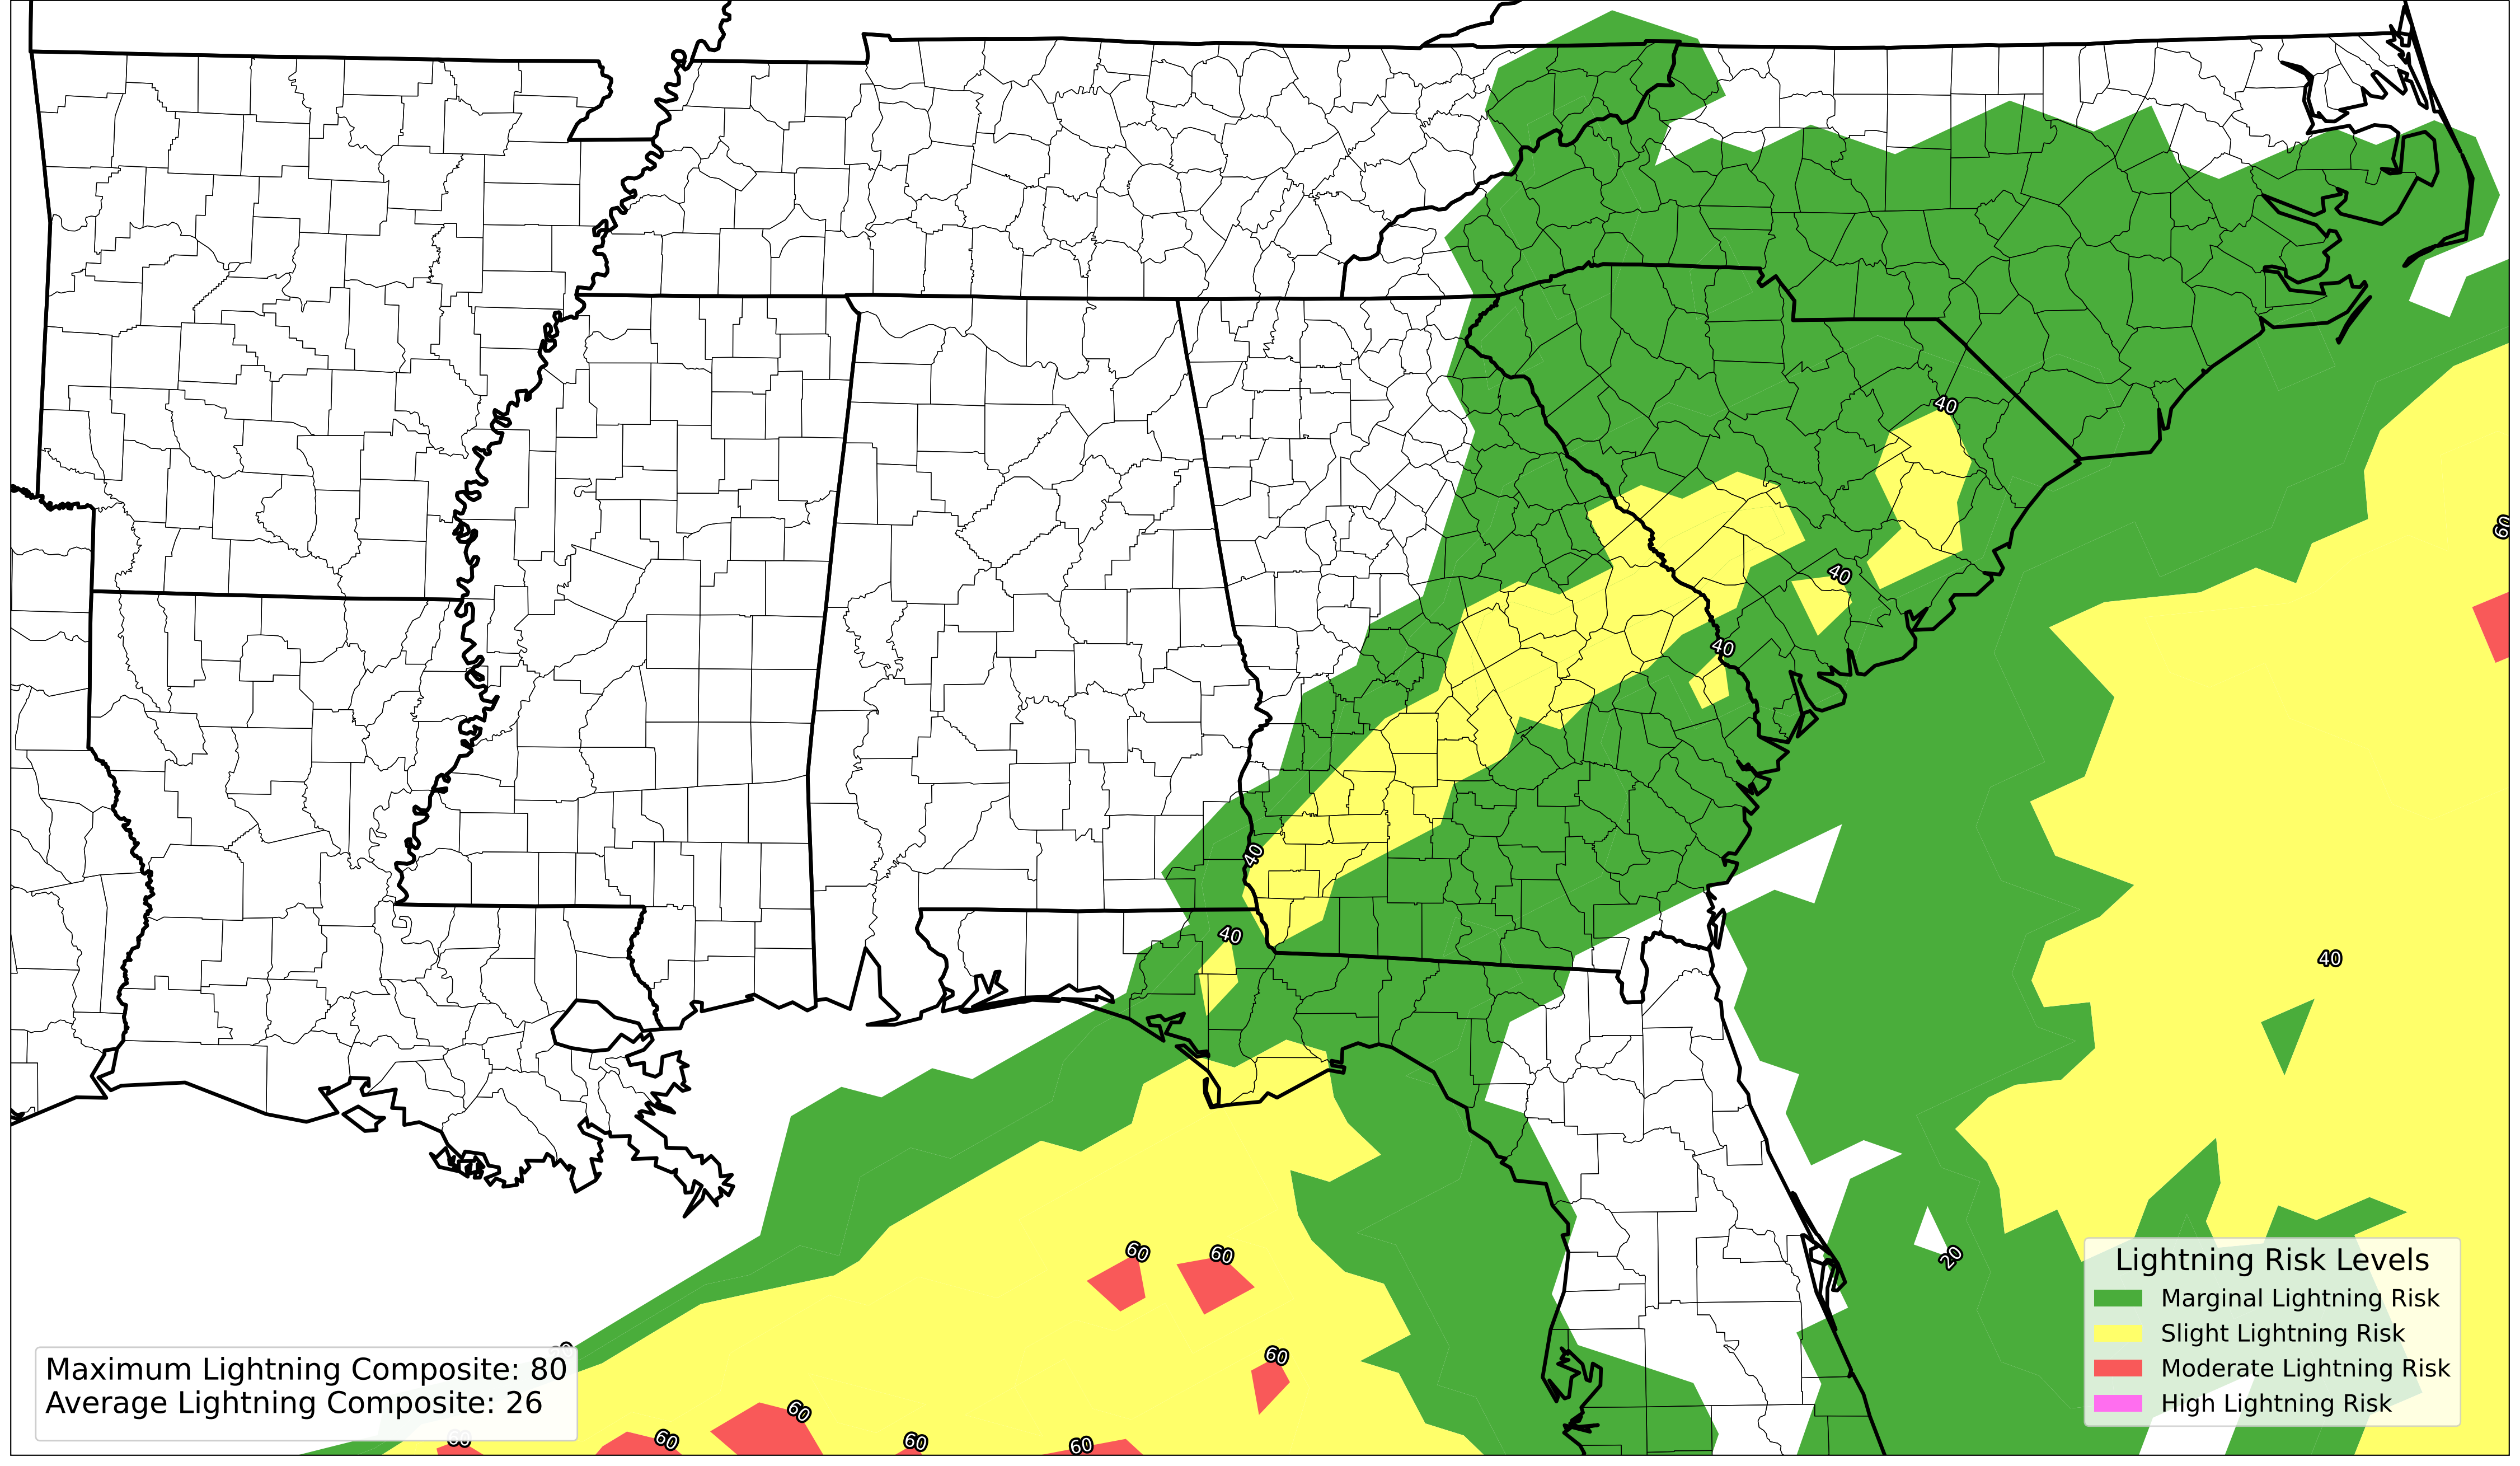 40
60
40
40
40
40
40
20
60
60
60
60
60
60
60
Lightning Risk Levels
Marginal Lightning Risk
Slight Lightning Risk
Moderate Lightning Risk
High Lightning Risk
Maximum Lightning Composite: 80
Average Lightning Composite: 26